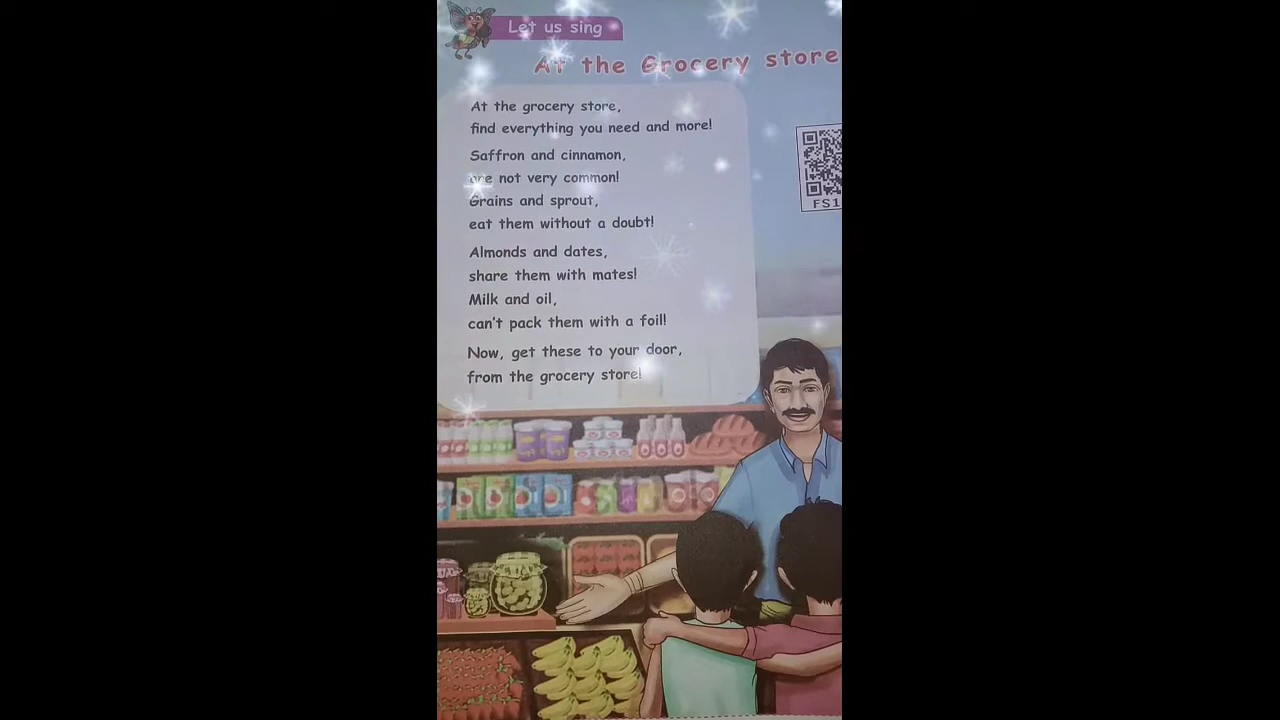 Let us sing
At the Grocery store
At the grocery store,
find everything you need and more!
Saffron and cinnamon,
are not very common!
Grains and sprout,
eat them without a doubt!
Almonds and dates,
share them with mates!
Milk and oil,
can't pack them with a foil!
Now, get these to your door,
from the grocery store!
FS1